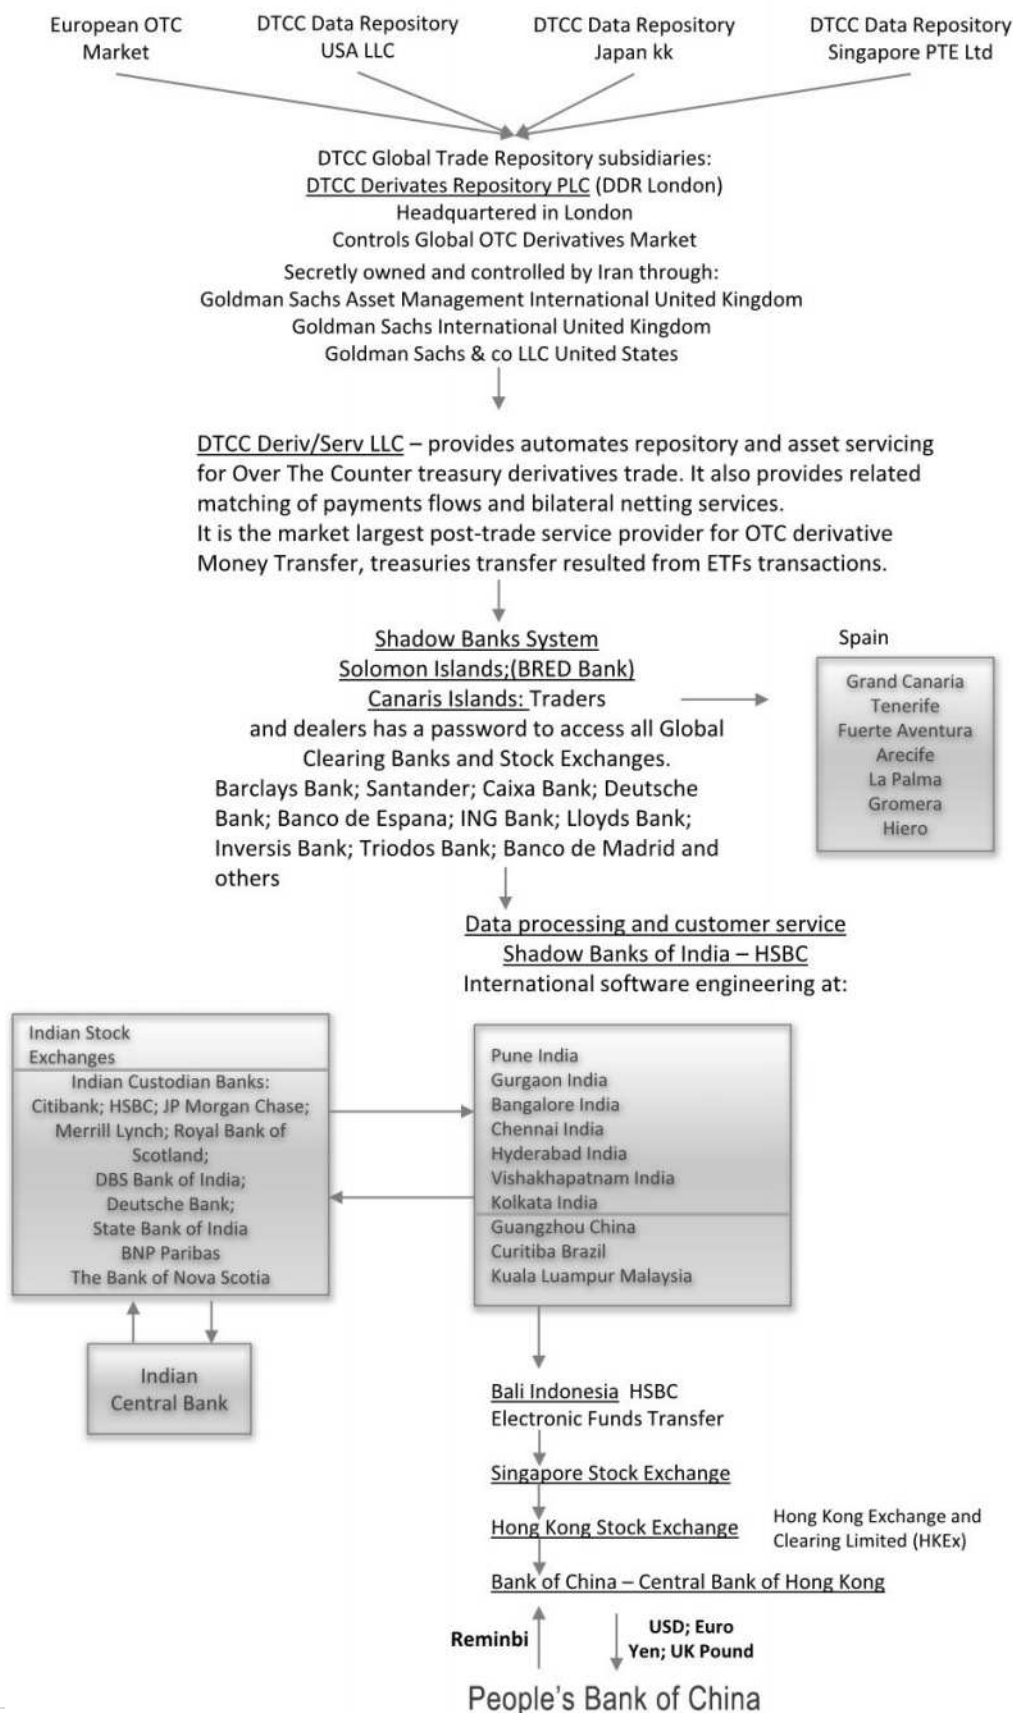 European OTC
Market
DTCC Data Repository
USA LLC
DTCC Data Repository
Japan kk
DTCC Data Repository
Singapore PTE Ltd
DTCC Global Trade Repository subsidiaries:
DTCC Derivates Repository PLC (DDR London)
Headquartered in London
Controls Global OTC Derivatives Market
Secretly owned and controlled by Iran through:
Goldman Sachs Asset Management International United Kingdom
Goldman Sachs International United Kingdom
Goldman Sachs & co LLC United States
DTCC Deriv/Serv LLC – provides automates repository and asset servicing
for Over The Counter treasury derivatives trade. It also provides related
matching of payments flows and bilateral netting services.
It is the market largest post-trade service provider for OTC derivative
Money Transfer, treasuries transfer resulted from ETFs transactions.
Shadow Banks System
Solomon Islands;(BRED Bank)
Canaris Islands: Traders
and dealers has a password to access all Global
Clearing Banks and Stock Exchanges.
Barclays Bank; Santander; Caixa Bank; Deutsche
Bank; Banco de Espana; ING Bank; Lloyds Bank;
Inversis Bank; Triodos Bank; Banco de Madrid and
others
Spain
Grand Canaria
Tenerife
Fuerte Aventura
Arecife
La Palma
Gromera
Hiero
Data processing and customer service
Shadow Banks of India – HSBC
International software engineering at:
Indian Stock
Exchanges
Indian Custodian Banks:
Citibank; HSBC; JP Morgan Chase;
Merrill Lynch; Royal Bank of
Scotland;
DBS Bank of India;
Deutsche Bank;
State Bank of India
BNP Paribas
The Bank of Nova Scotia
Pune India
Gurgaon India
Bangalore India
Chennai India
Hyderabad India
Vishakhapatnam India
Kolkata India
Guangzhou China
Curitiba Brazil
Kuala Luampur Malaysia
Indian
Central Bank
Bali Indonesia HSBC
Electronic Funds Transfer
Singapore Stock Exchange
Hong Kong Stock Exchange
Hong Kong Exchange and
Clearing Limited (HKEx)
Bank of China – Central Bank of Hong Kong
Reminbi
USD; Euro
Yen; UK Pound
People's Bank of China